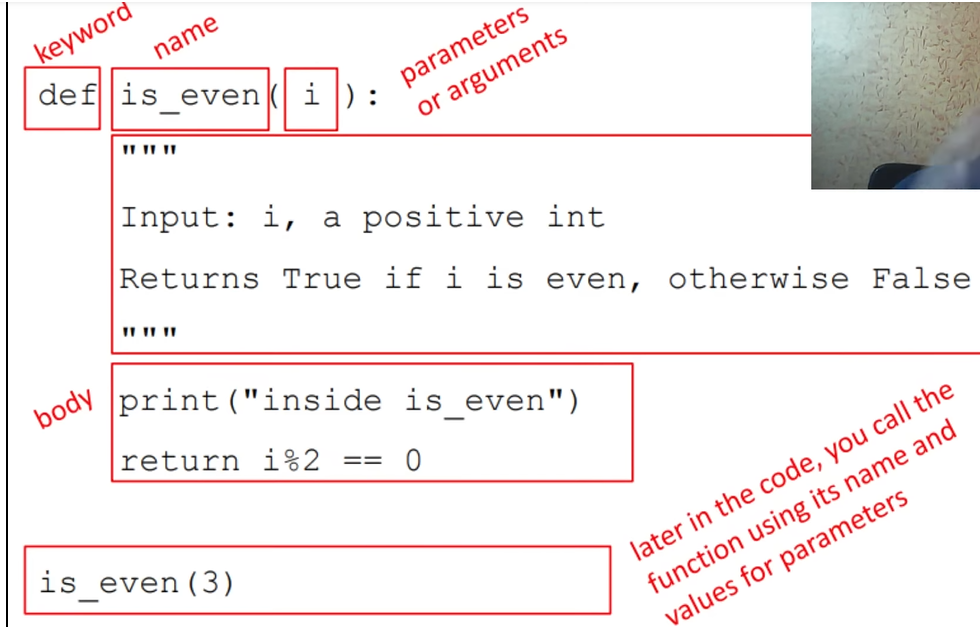 keyword
name
parameters
or arguments
def is_even( i ):
"""
Input: i, a positive int
Returns True if i is even, otherwise False
"""
body
print("inside is_even")
return i%2 == 0
later in the code, you call the
function using its name and
values for parameters
is_even(3)